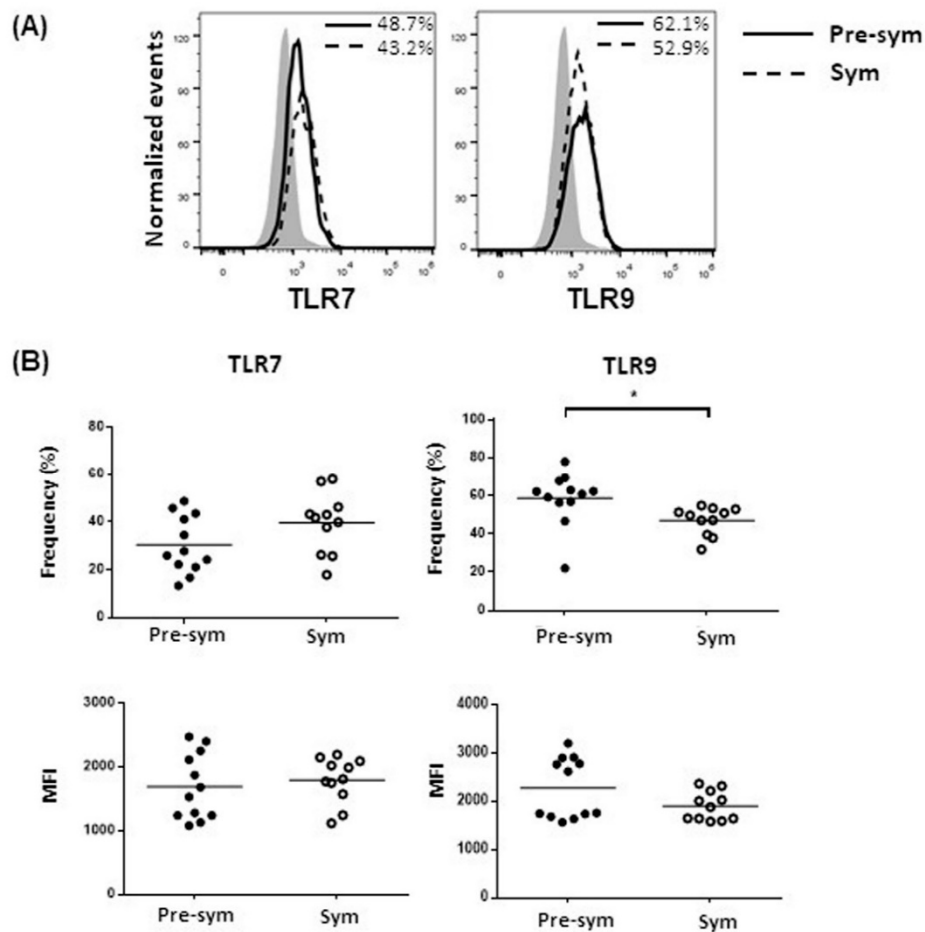 (A)
48.7%
43.2%
62.1%
52.9%
Pre-sym
Sym
Normalized events
120
90
60
30
0
0 10³ 10⁴ 10⁵ 10⁶
TLR7
120
90
60
30
0
0 10³ 10⁴ 10⁵ 10⁶
TLR9
(B)
TLR7
TLR9
Frequency (%)
80
60
40
20
0
Pre-sym Sym
Frequency (%)
100
80
60
40
20
0
*
Pre-sym Sym
MFI
3000
2000
1000
0
Pre-sym Sym
MFI
4000
3000
2000
1000
0
Pre-sym Sym